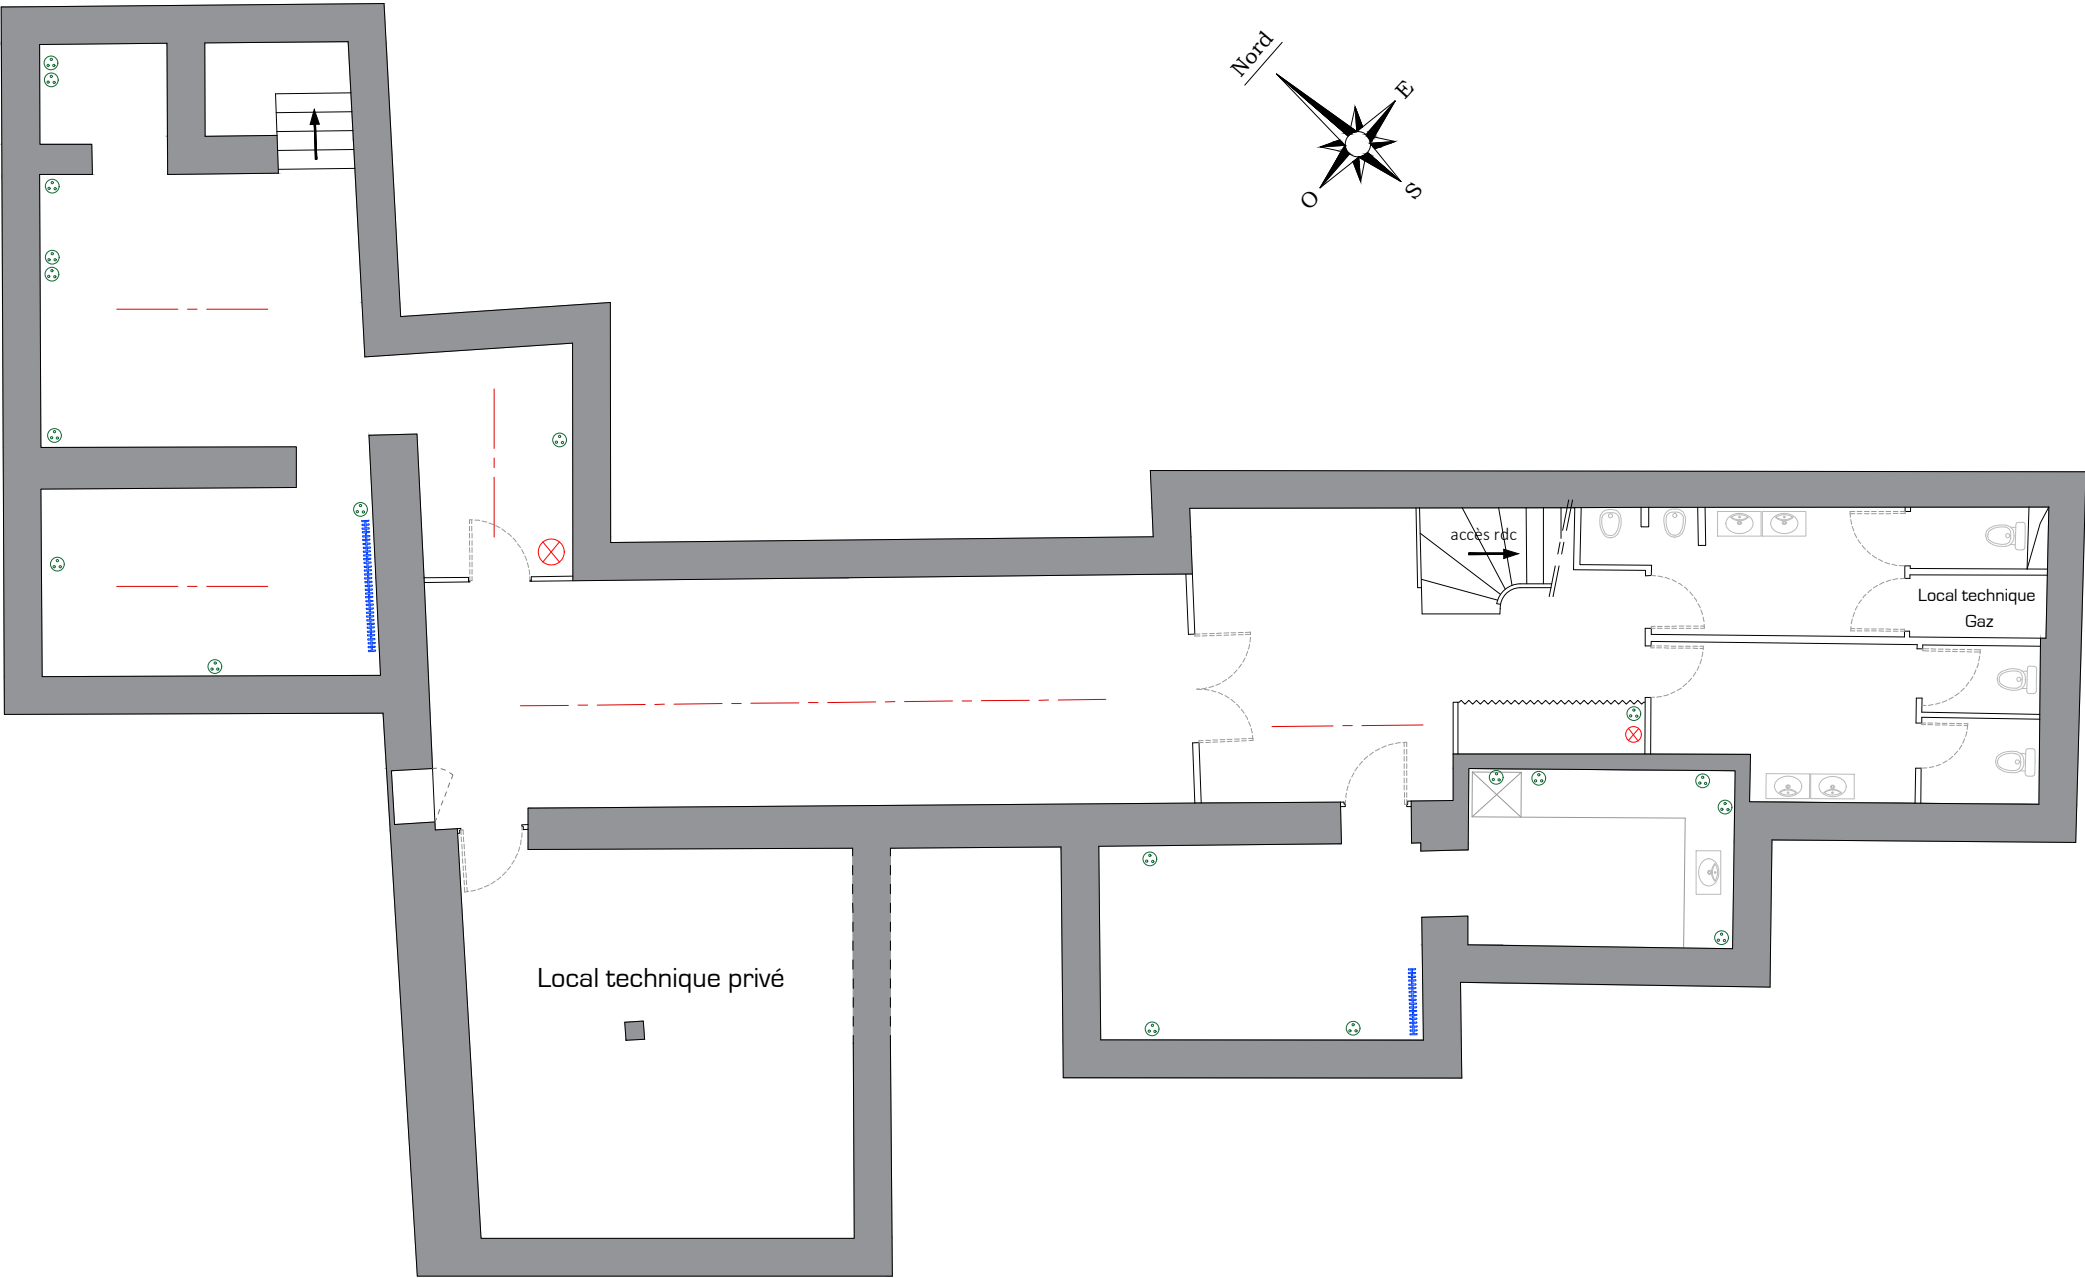 Nord
E
O
S
accès rdc
Local technique
Gaz
Local technique privé